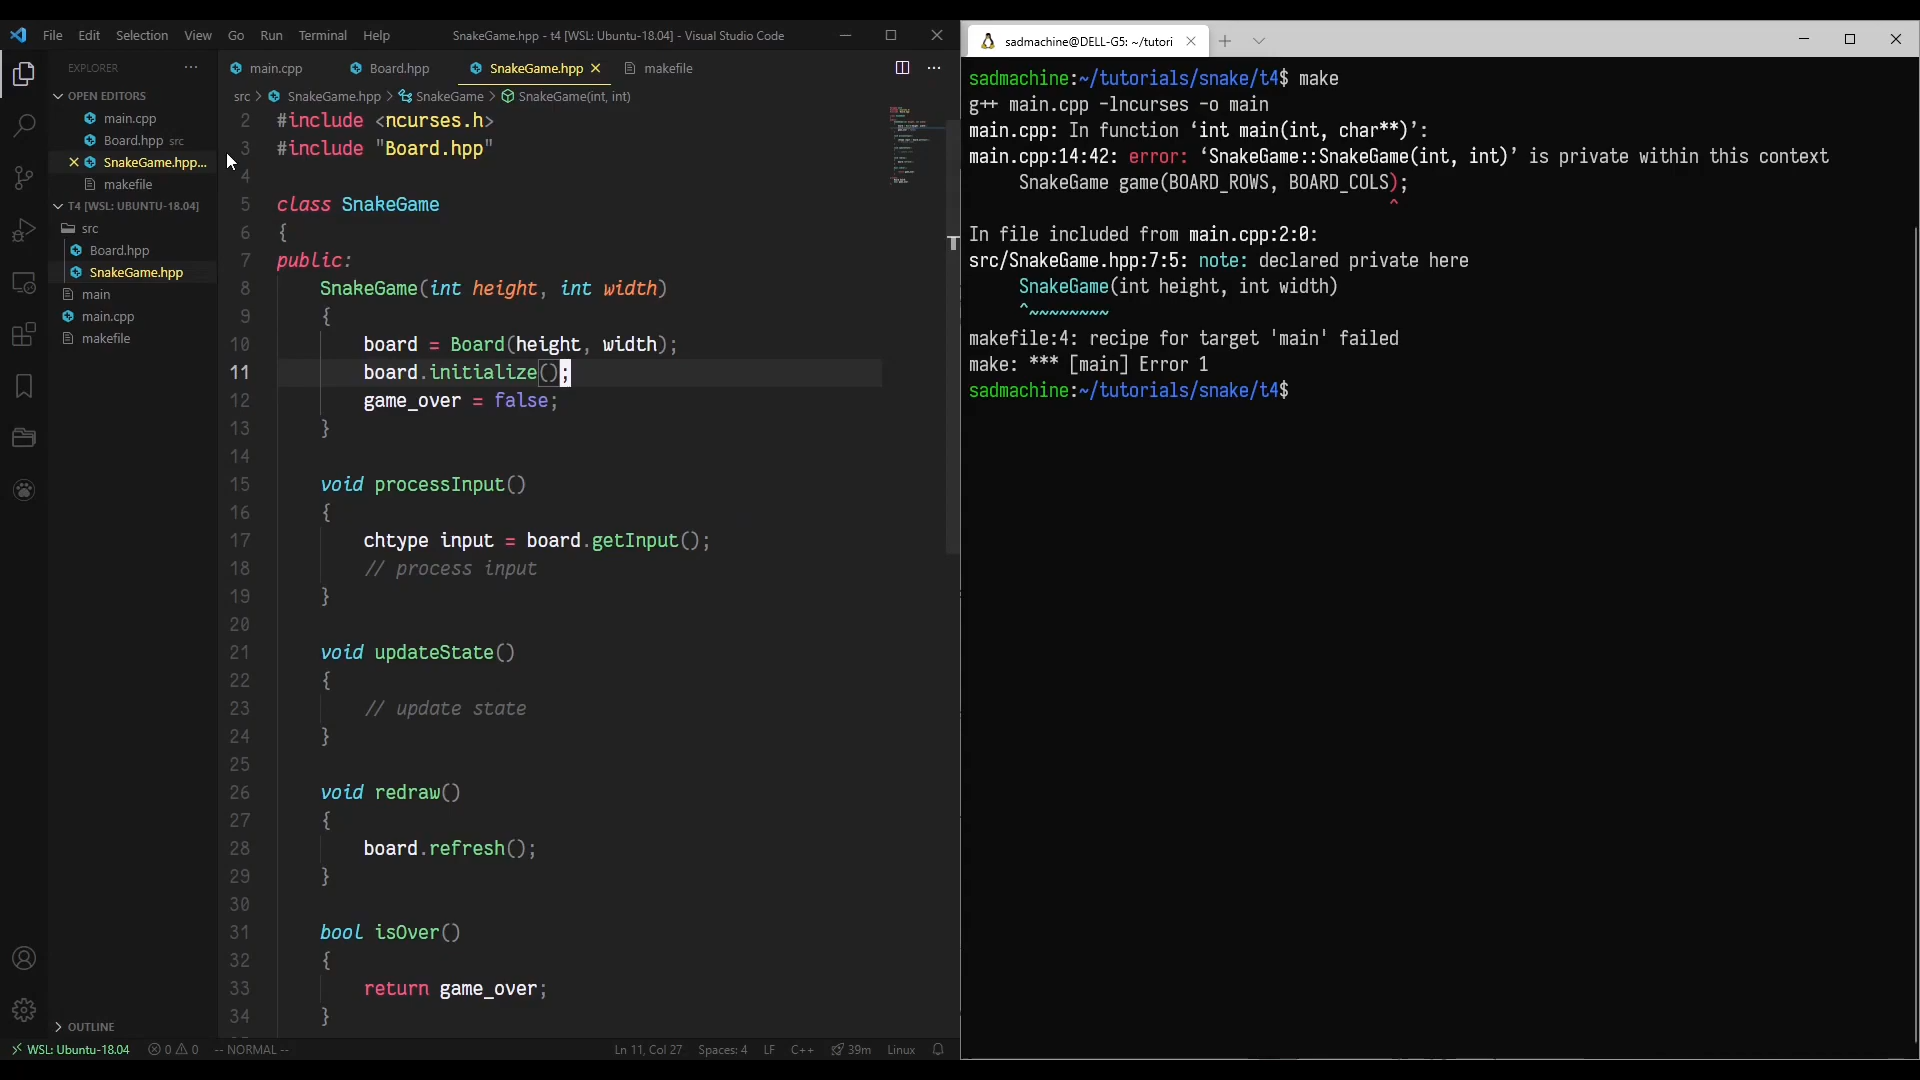 File Edit Selection View Go Run Terminal Help
SnakeGame.hpp - t4 [WSL: Ubuntu-18.04] - Visual Studio Code
EXPLORER
OPEN EDITORS
main.cpp
Board.hpp src
SnakeGame.hpp...
makefile
T4 [WSL: UBUNTU-18.04]
src
Board.hpp
SnakeGame.hpp
main
main.cpp
makefile
OUTLINE
main.cpp Board.hpp SnakeGame.hpp makefile
src > SnakeGame.hpp > SnakeGame > SnakeGame(int, int)
2 #include <ncurses.h>
3 #include "Board.hpp"
4
5 class SnakeGame
6 {
7 public:
8 SnakeGame(int height, int width)
9 {
10 board = Board(height, width);
11 board.initialize();
12 game_over = false;
13 }
14
15 void processInput()
16 {
17 chtype input = board.getInput();
18 // process input
19 }
20
21 void updateState()
22 {
23 // update state
24 }
25
26 void redraw()
27 {
28 board.refresh();
29 }
30
31 bool isOver()
32 {
33 return game_over;
34 }
WSL: Ubuntu-18.04 0 0 -- NORMAL -- Ln 11, Col 27 Spaces: 4 LF C++ 39m Linux
sadmachine@DELL-G5: ~/tutori
sadmachine:~/tutorials/snake/t4$ make
g++ main.cpp -lncurses -o main
main.cpp: In function ‘int main(int, char**)’:
main.cpp:14:42: error: ‘SnakeGame::SnakeGame(int, int)’ is private within this context
SnakeGame game(BOARD_ROWS, BOARD_COLS);
^
In file included from main.cpp:2:0:
src/SnakeGame.hpp:7:5: note: declared private here
SnakeGame(int height, int width)
^~~~~~~~~
makefile:4: recipe for target 'main' failed
make: *** [main] Error 1
sadmachine:~/tutorials/snake/t4$